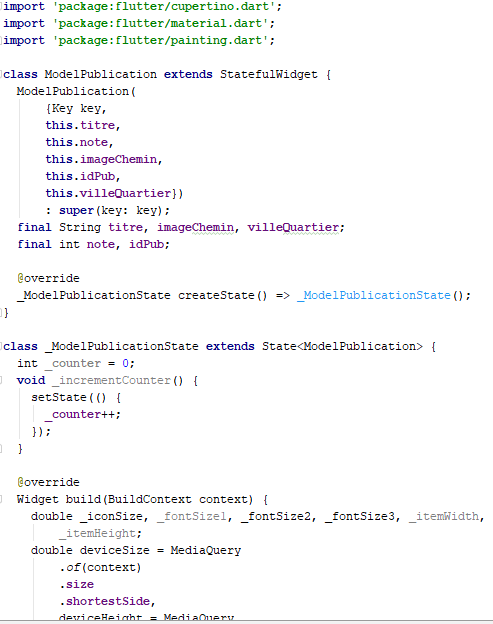 import 'package:flutter/cupertino.dart';
import 'package:flutter/material.dart';
import 'package:flutter/painting.dart';

class ModelPublication extends StatefulWidget {
  ModelPublication(
      {Key key,
      this.titre,
      this.note,
      this.imageChemin,
      this.idPub,
      this.villeQuartier})
      : super(key: key);
  final String titre, imageChemin, villeQuartier;
  final int note, idPub;

  @override
  _ModelPublicationState createState() => _ModelPublicationState();
}

class _ModelPublicationState extends State<ModelPublication> {
  int _counter = 0;
  void _incrementCounter() {
    setState(() {
      _counter++;
    });
  }

  @override
  Widget build(BuildContext context) {
    double _iconSize, _fontSize1, _fontSize2, _fontSize3, _itemWidth,
        _itemHeight;
    double deviceSize = MediaQuery
        .of(context)
        .size
        .shortestSide,
        deviceHeight = MediaQuery